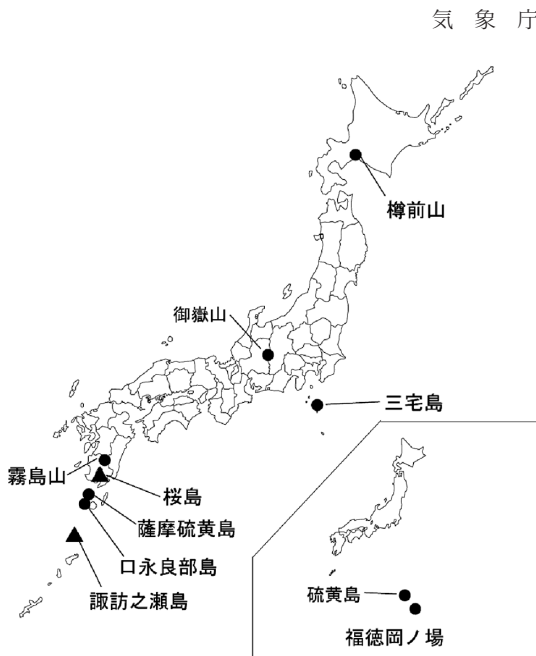 気象庁
樽前山
御嶽山
三宅島
霧島山
桜島
薩摩硫黄島
口永良部島
諏訪之瀬島
硫黄島
福徳岡ノ場